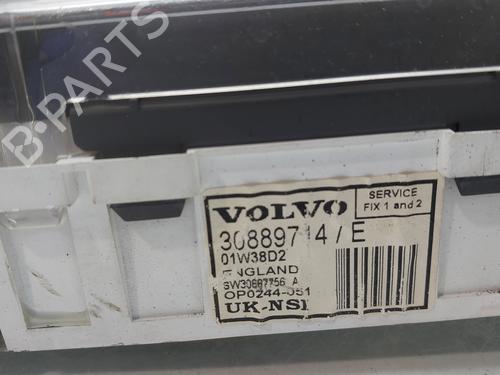 B-PARTS
VOLVO
SERVICE
FIX 1 and 2
30889714/E
01W38D2
ENGLAND
SW30887756 A
OP0244-051
UK-NSI